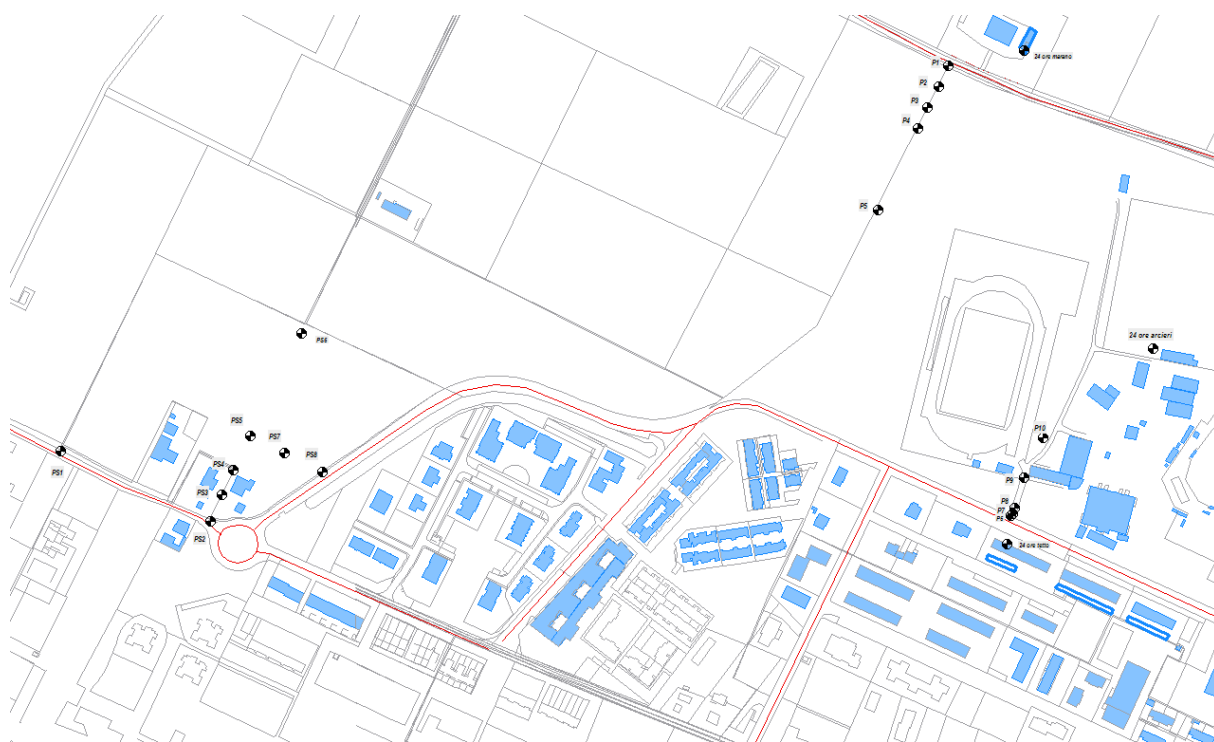 24 ore marano
P1
P2
P3
P4
P5
24 ore arcieri
PS6
PS5
P10
PS7
PS1
PS8
PS4
P9
PS3
P8
P7
P6
PS2
24 ore tetto